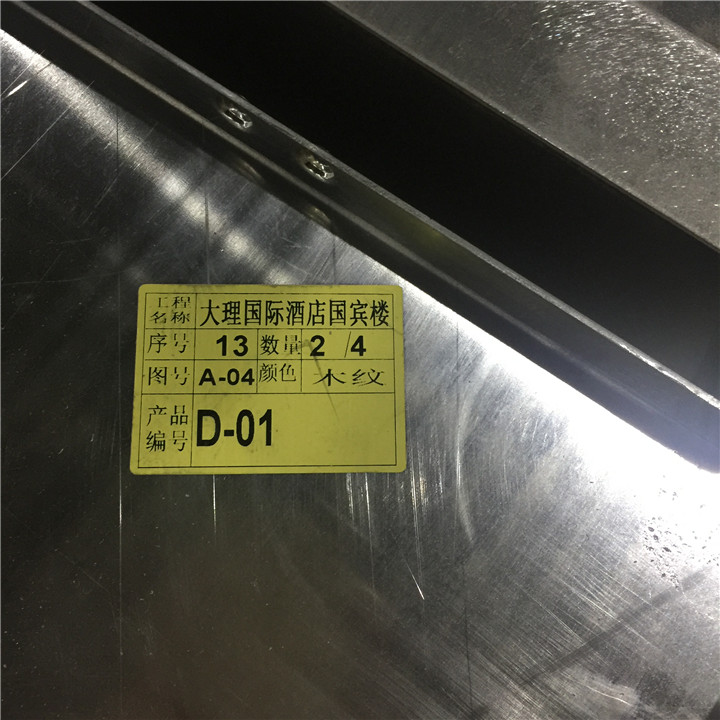 工程名称 大理国际酒店国宾楼
序号 13 数量 2 /4
图号 A-04 颜色 木纹
产品编号 D-01